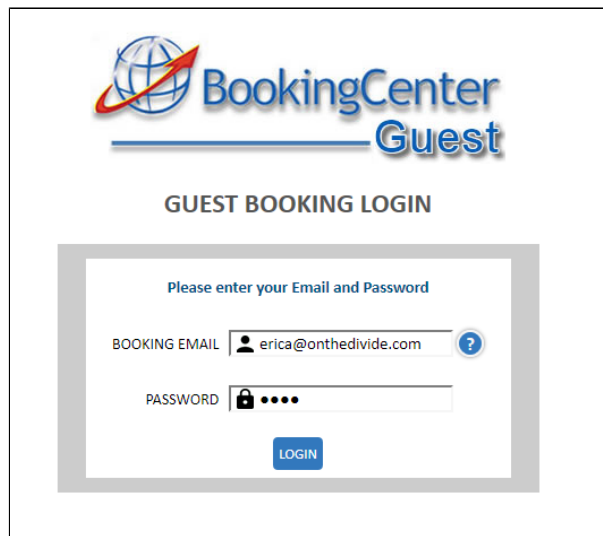 BookingCenter
Guest
GUEST BOOKING LOGIN
Please enter your Email and Password
BOOKING EMAIL erica@onthedivide.com ?
PASSWORD ••••
LOGIN